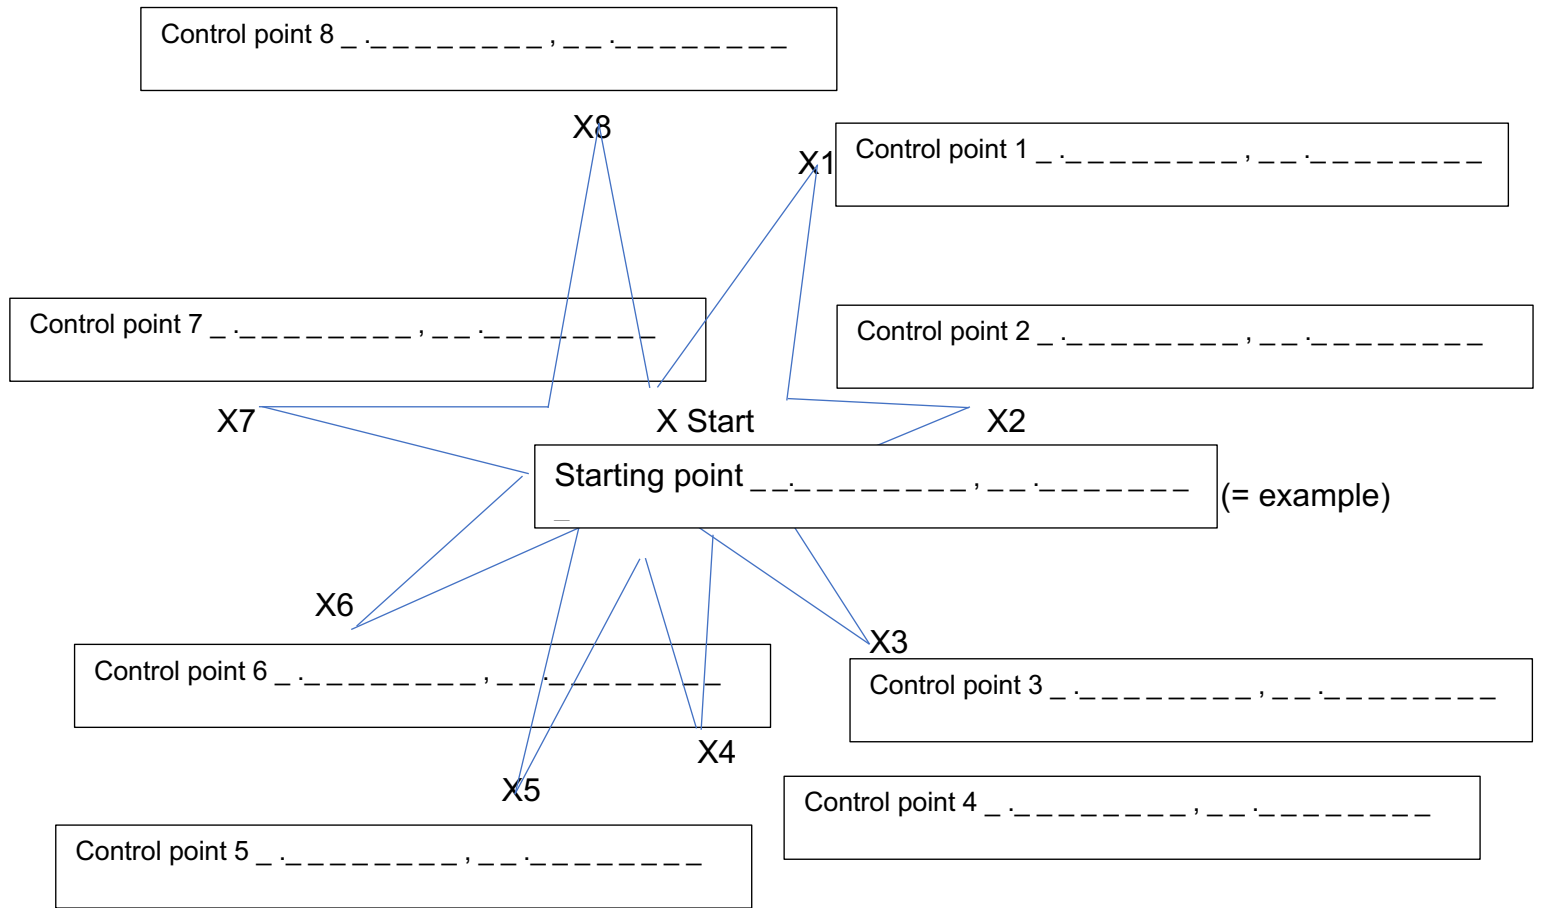 Control point 8 _ ._ _ _ _ _ _ _ _ , _ _ ._ _ _ _ _ _ _ _
X8
X1
Control point 1 _ ._ _ _ _ _ _ _ _ , _ _ ._ _ _ _ _ _ _ _
Control point 7 _ ._ _ _ _ _ _ _ _ , _ _ ._ _ _ _ _ _ _ _
Control point 2 _ ._ _ _ _ _ _ _ _ , _ _ ._ _ _ _ _ _ _ _
X7
X Start
X2
Starting point _ _._ _ _ _ _ _ _ _ , _ _ ._ _ _ _ _ _ _
_
(= example)
X6
X3
Control point 6 _ ._ _ _ _ _ _ _ _ , _ _ ._ _ _ _ _ _ _ _
Control point 3 _ ._ _ _ _ _ _ _ _ , _ _ ._ _ _ _ _ _ _ _
X4
X5
Control point 4 _ ._ _ _ _ _ _ _ _ , _ _ ._ _ _ _ _ _ _ _
Control point 5 _ ._ _ _ _ _ _ _ _ , _ _ ._ _ _ _ _ _ _ _